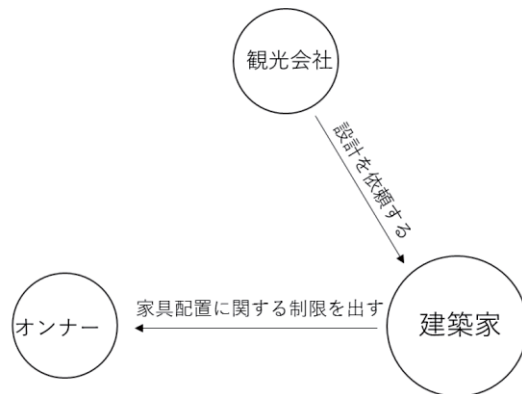 観光会社
設計を依頼する
家具配置に関する制限を出す
オンナー
建築家